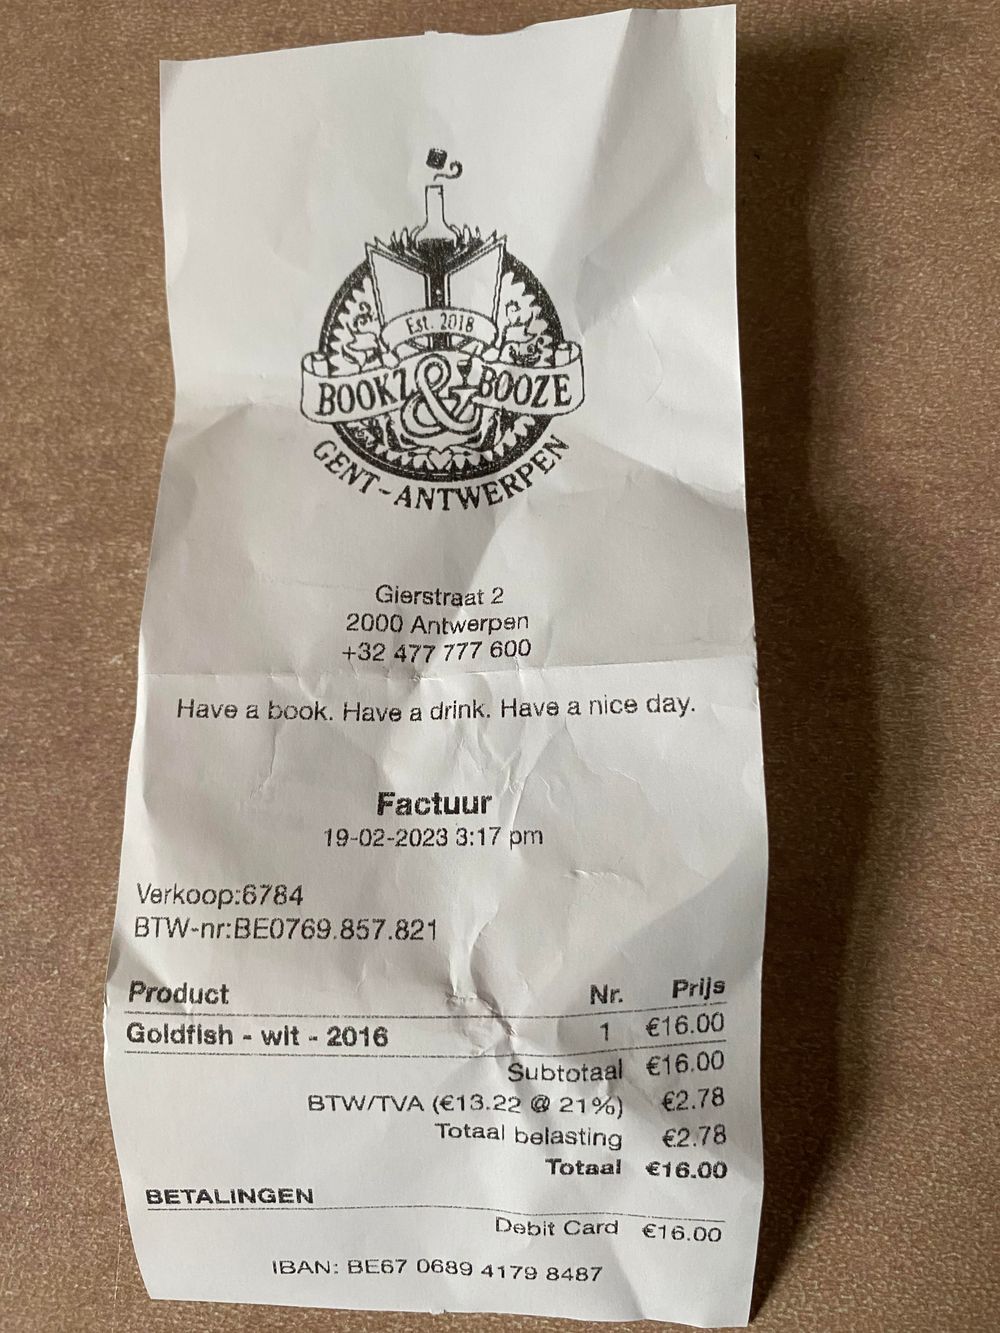 Est. 2018
BOOKZ & BOOZE
GENT - ANTWERPEN
Gierstraat 2
2000 Antwerpen
+32 477 777 600
Have a book. Have a drink. Have a nice day.
Factuur
19-02-2023 3:17 pm
Verkoop:6784
BTW-nr:BE0769.857.821
Product Nr. Prijs
Goldfish - wit - 2016 1 €16.00
Subtotaal €16.00
BTW/TVA (€13.22 @ 21%) €2.78
Totaal belasting €2.78
Totaal €16.00
BETALINGEN
Debit Card €16.00
IBAN: BE67 0689 4179 8487